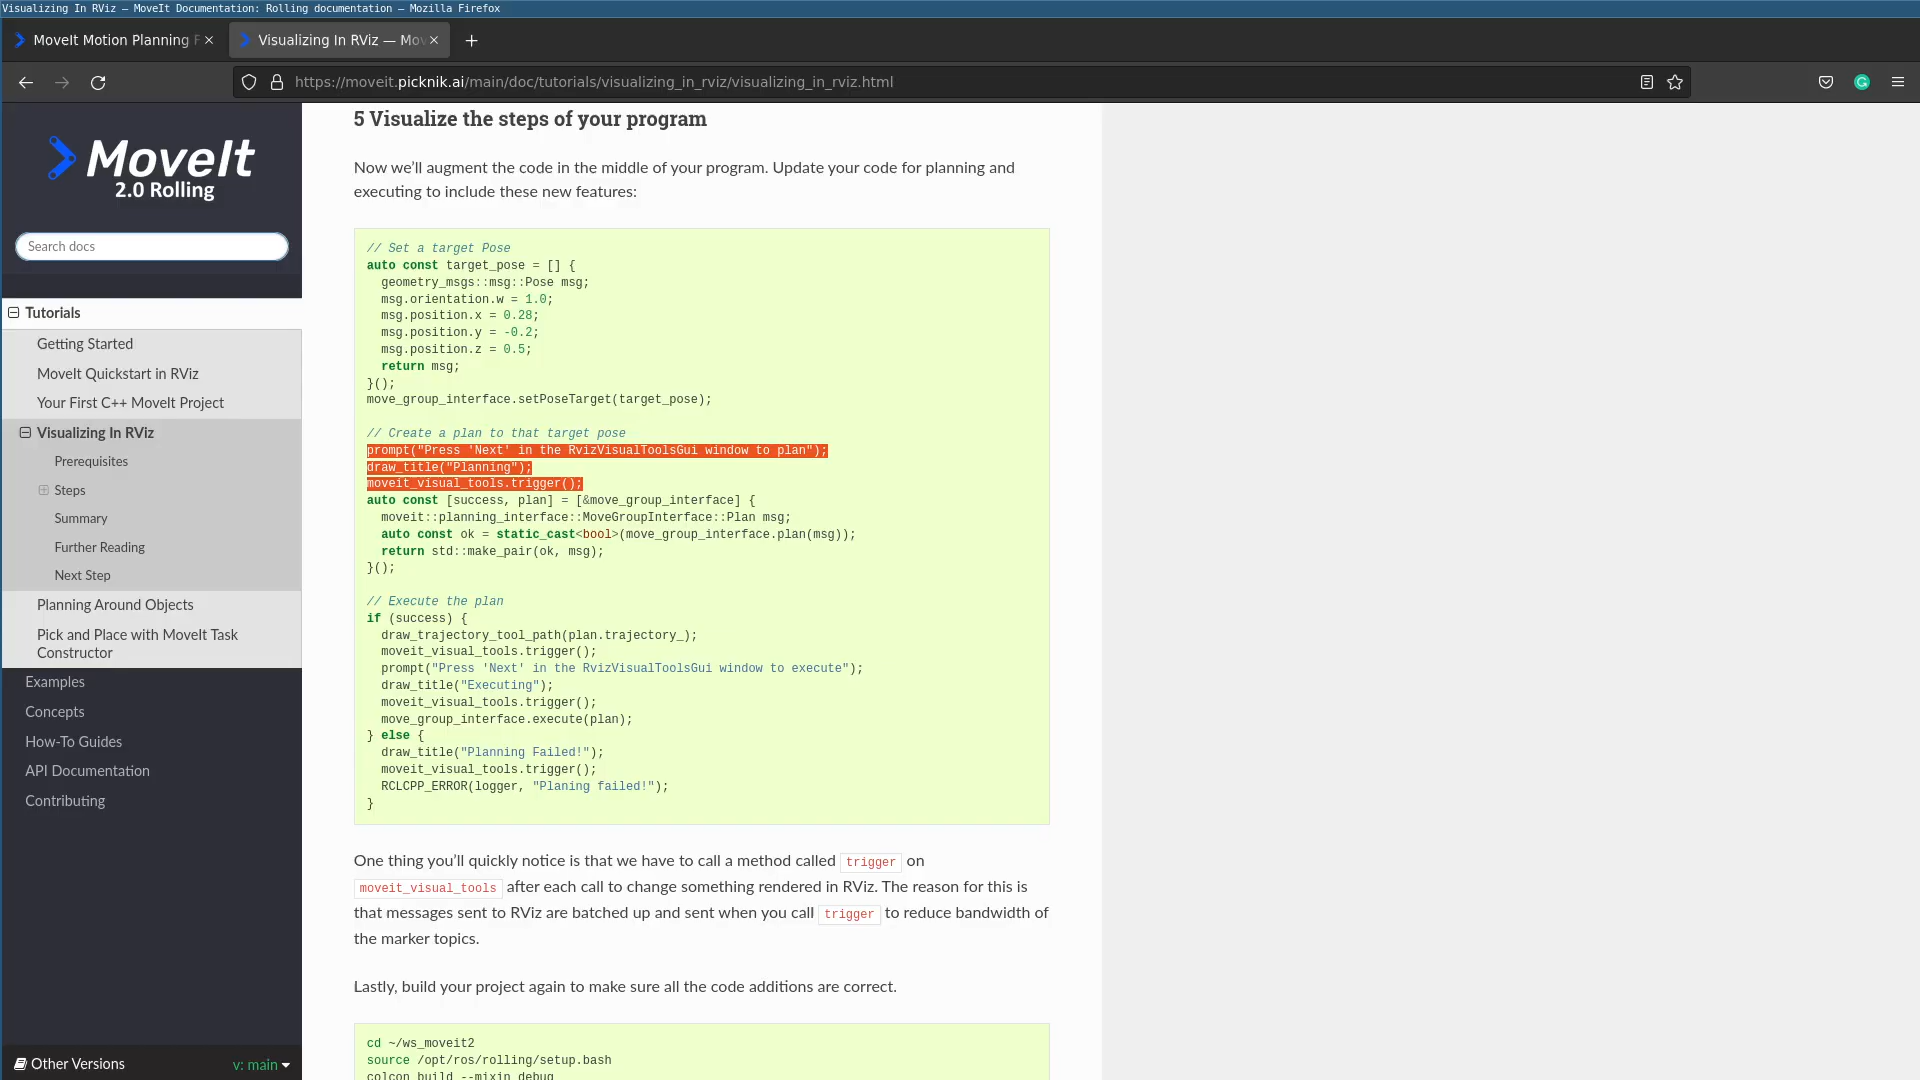 Visualizing In RViz — MoveIt Documentation: Rolling documentation — Mozilla Firefox
MoveIt Motion Planning F
Visualizing In RViz — Mov
https://moveit.picknik.ai/main/doc/tutorials/visualizing_in_rviz/visualizing_in_rviz.html
MoveIt
2.0 Rolling
Search docs
Tutorials
Getting Started
MoveIt Quickstart in RViz
Your First C++ MoveIt Project
Visualizing In RViz
Prerequisites
Steps
Summary
Further Reading
Next Step
Planning Around Objects
Pick and Place with MoveIt Task
Constructor
Examples
Concepts
How-To Guides
API Documentation
Contributing
Other Versions
v: main
5 Visualize the steps of your program
Now we’ll augment the code in the middle of your program. Update your code for planning and
executing to include these new features:
// Set a target Pose
auto const target_pose = [] {
  geometry_msgs::msg::Pose msg;
  msg.orientation.w = 1.0;
  msg.position.x = 0.28;
  msg.position.y = -0.2;
  msg.position.z = 0.5;
  return msg;
}();
move_group_interface.setPoseTarget(target_pose);
// Create a plan to that target pose
prompt("Press 'Next' in the RvizVisualToolsGui window to plan");
draw_title("Planning");
moveit_visual_tools.trigger();
auto const [success, plan] = [&move_group_interface] {
  moveit::planning_interface::MoveGroupInterface::Plan msg;
  auto const ok = static_cast<bool>(move_group_interface.plan(msg));
  return std::make_pair(ok, msg);
}();
// Execute the plan
if (success) {
  draw_trajectory_tool_path(plan.trajectory_);
  moveit_visual_tools.trigger();
  prompt("Press 'Next' in the RvizVisualToolsGui window to execute");
  draw_title("Executing");
  moveit_visual_tools.trigger();
  move_group_interface.execute(plan);
} else {
  draw_title("Planning Failed!");
  moveit_visual_tools.trigger();
  RCLCPP_ERROR(logger, "Planing failed!");
}
One thing you’ll quickly notice is that we have to call a method called trigger on
moveit_visual_tools after each call to change something rendered in RViz. The reason for this is
that messages sent to RViz are batched up and sent when you call trigger to reduce bandwidth of
the marker topics.
Lastly, build your project again to make sure all the code additions are correct.
cd ~/ws_moveit2
source /opt/ros/rolling/setup.bash
colcon build --mixin debug